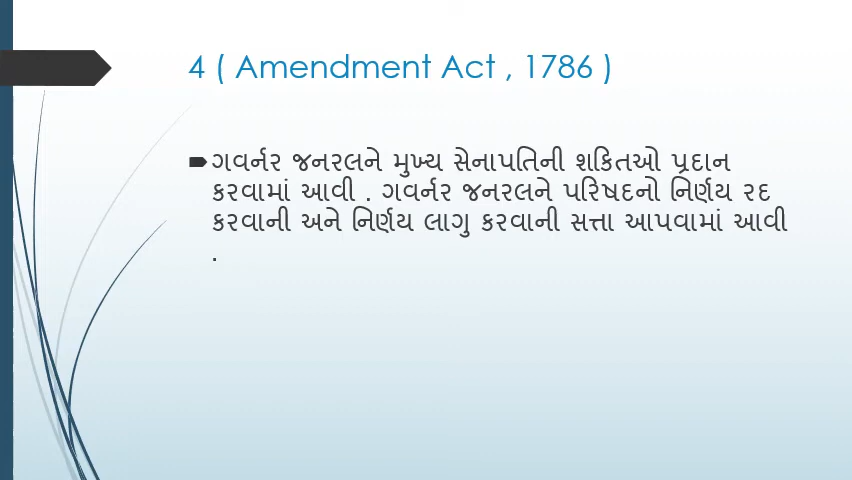 4 ( Amendment Act , 1786 )
ગવર્નર જનરલને મુખ્ય સેનાપતિની શકિતઓ પ્રદાન
કરવામાં આવી . ગવર્નર જનરલને પરિષદનો નિર્ણય રદ
કરવાની અને નિર્ણય લાગુ કરવાની સત્તા આપવામાં આવી
.